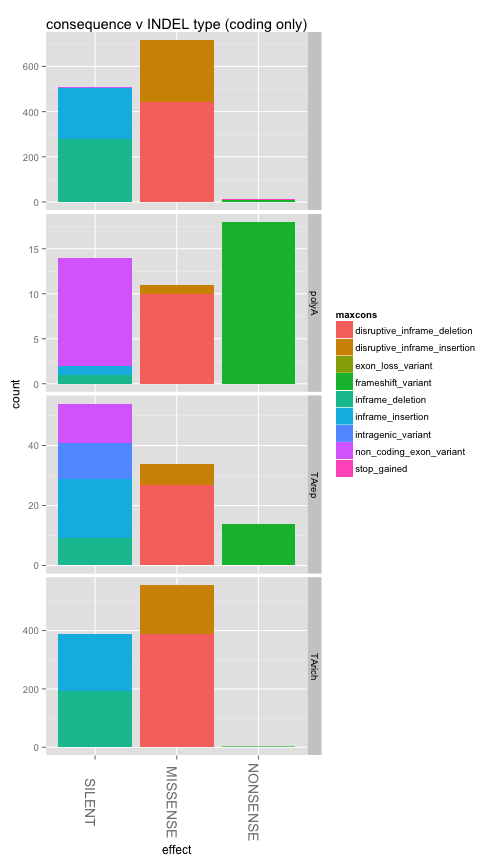 consequence v INDEL type (coding only)
600
400
200
0
15
10
5
0
polyA
40
20
0
TArep
400
200
0
TArich
count
SILENT
MISSENSE
NONSENSE
effect
maxcons
disruptive_inframe_deletion
disruptive_inframe_insertion
exon_loss_variant
frameshift_variant
inframe_deletion
inframe_insertion
intragenic_variant
non_coding_exon_variant
stop_gained